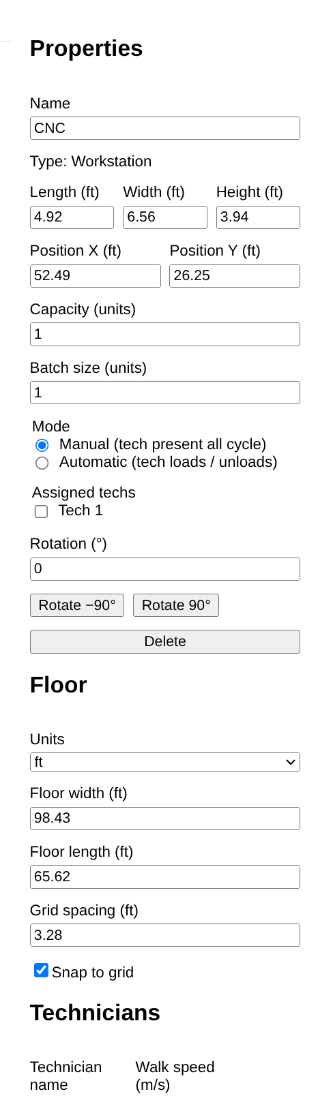 Properties
Name
CNC
Type: Workstation
Length (ft) Width (ft) Height (ft)
4.92 6.56 3.94
Position X (ft) Position Y (ft)
52.49 26.25
Capacity (units)
1
Batch size (units)
1
Mode
Manual (tech present all cycle)
Automatic (tech loads / unloads)
Assigned techs
Tech 1
Rotation (°)
0
Rotate −90° Rotate 90°
Delete
Floor
Units
ft
Floor width (ft)
98.43
Floor length (ft)
65.62
Grid spacing (ft)
3.28
Snap to grid
Technicians
Technician Walk speed
name (m/s)